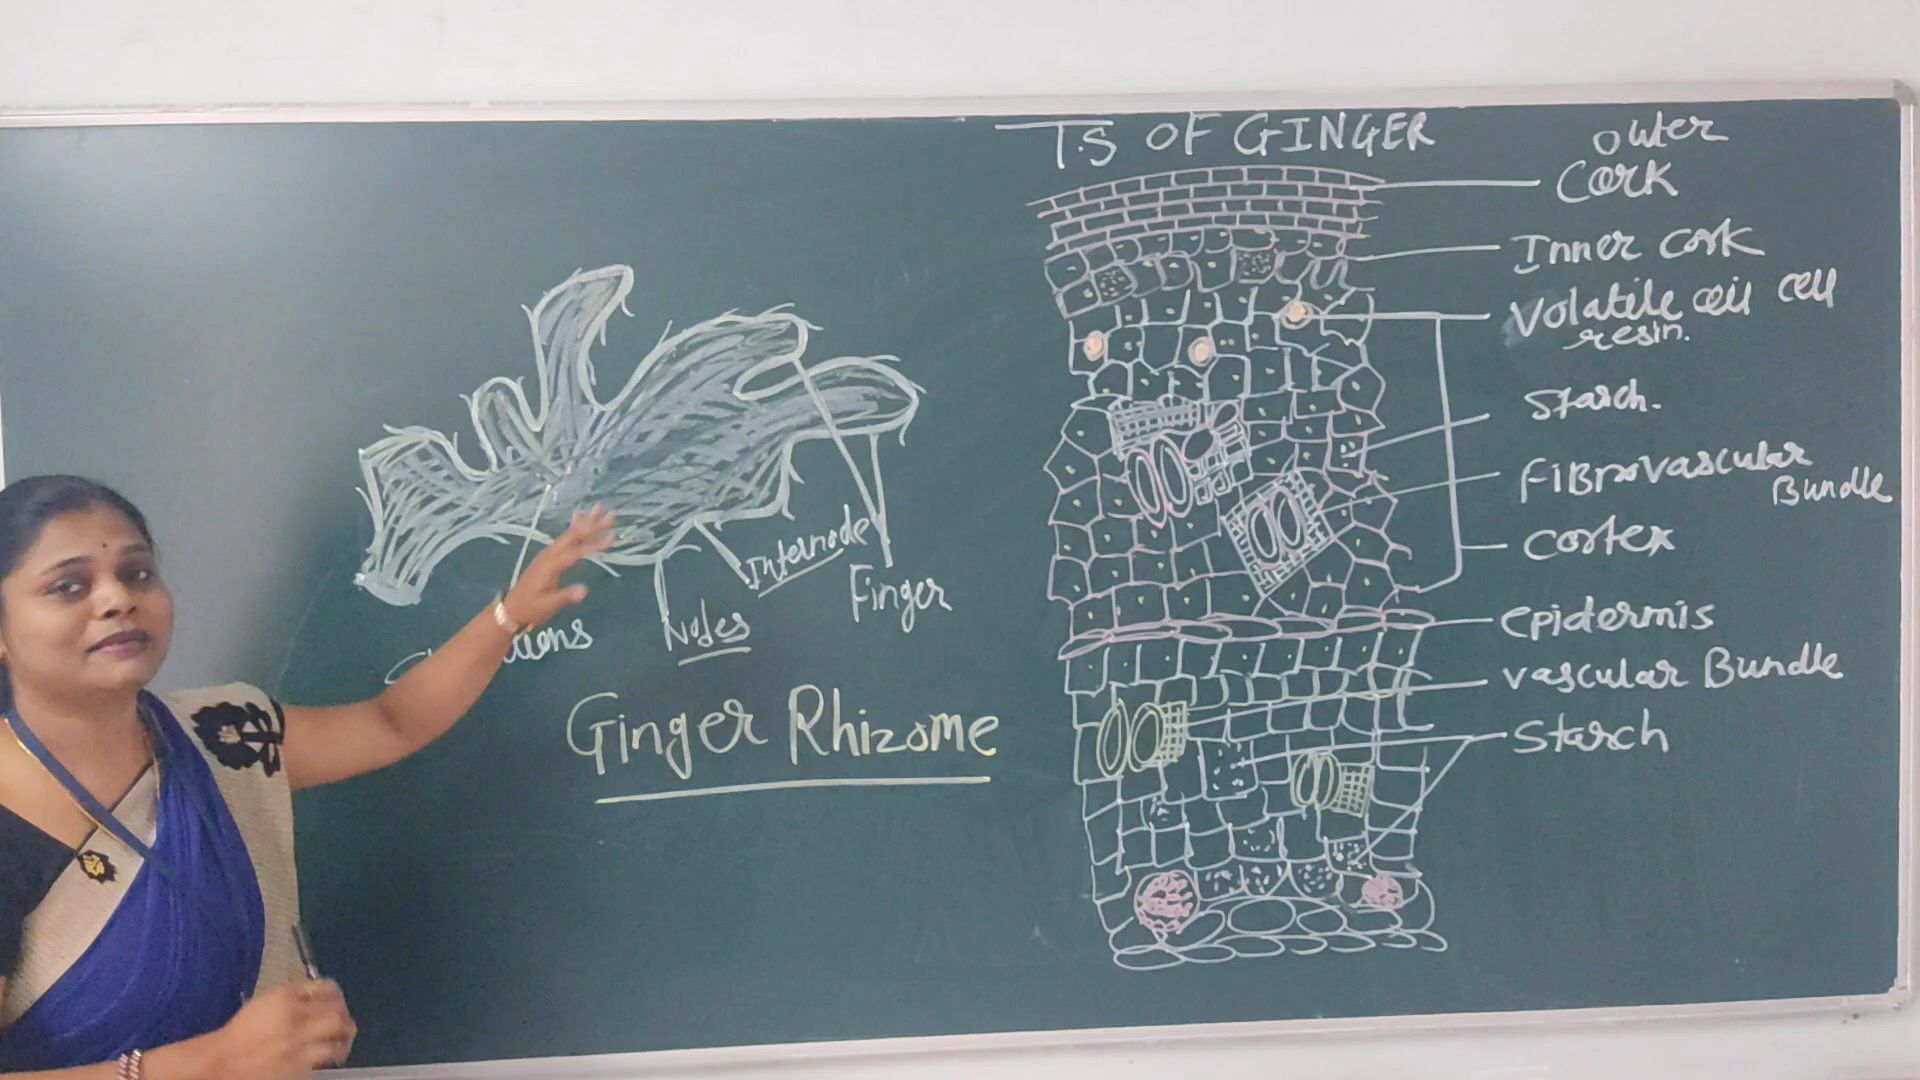 T.S OF GINGER
outer
Cork
Inner cork
Volatile oil cell
resin.
Starch.
FIBroVascular
Bundle
Cortex
epidermis
vascular Bundle
Starch
Internode
Finger
Nodes
Ginger Rhizome